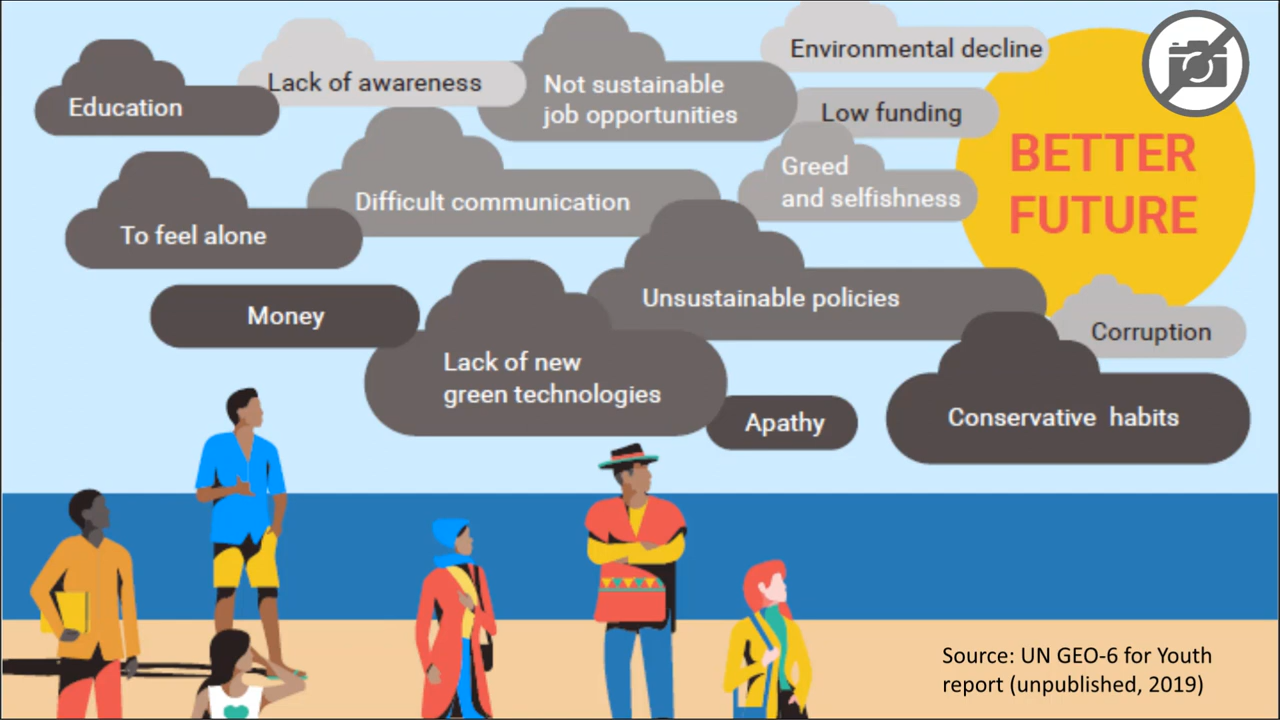 Environmental decline
Lack of awareness
Education
Not sustainable
job opportunities
Low funding
BETTER
FUTURE
Greed
and selfishness
Difficult communication
To feel alone
Unsustainable policies
Money
Corruption
Lack of new
green technologies
Apathy
Conservative habits
Source: UN GEO-6 for Youth
report (unpublished, 2019)